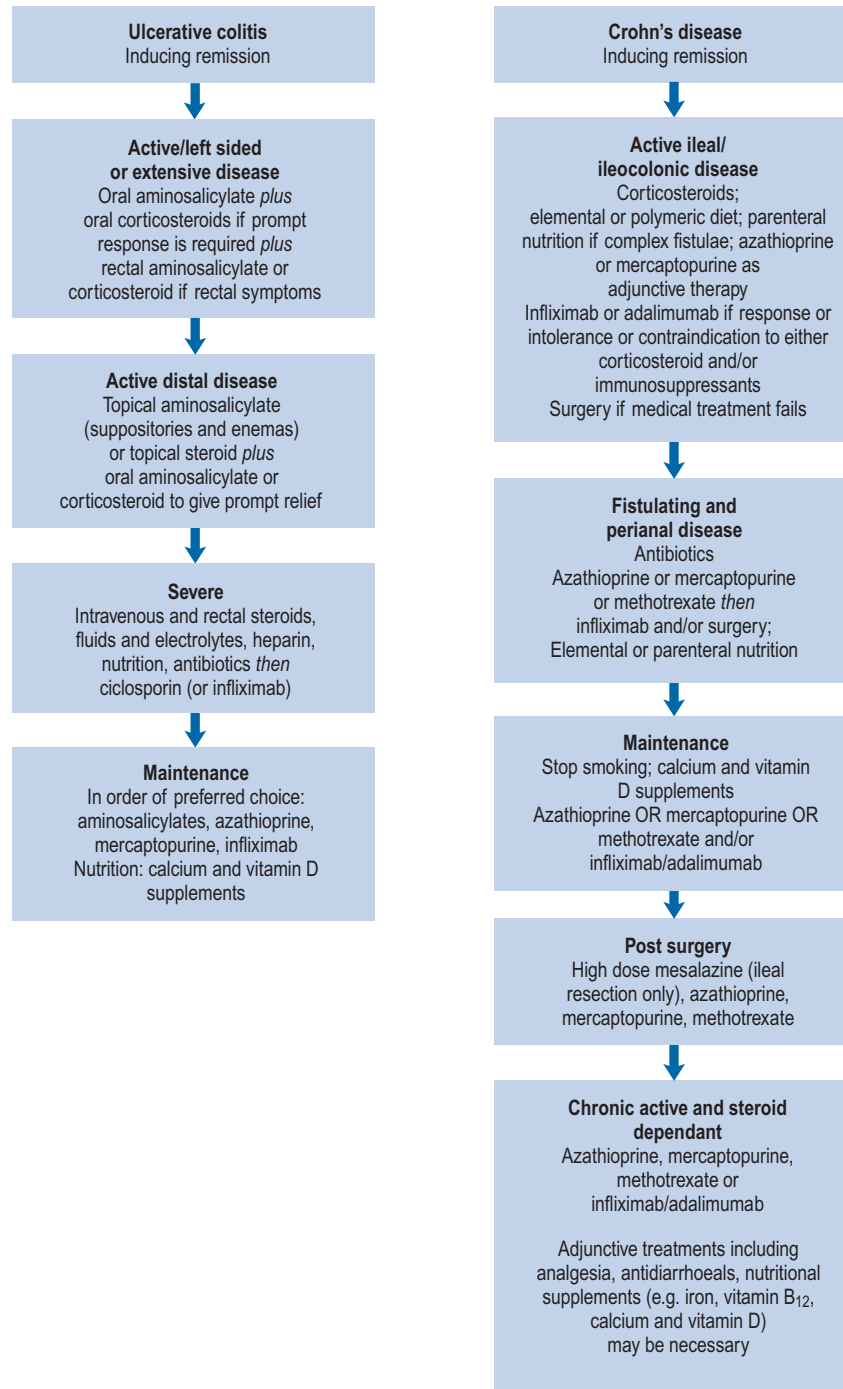 Ulcerative colitis
Inducing remission
Active/left sided
or extensive disease
Oral aminosalicylate plus
oral corticosteroids if prompt
response is required plus
rectal aminosalicylate or
corticosteroid if rectal symptoms
Active distal disease
Topical aminosalicylate
(suppositories and enemas)
or topical steroid plus
oral aminosalicylate or
corticosteroid to give prompt relief
Severe
Intravenous and rectal steroids,
fluids and electrolytes, heparin,
nutrition, antibiotics then
ciclosporin (or infliximab)
Maintenance
In order of preferred choice:
aminosalicylates, azathioprine,
mercaptopurine, infliximab
Nutrition: calcium and vitamin D
supplements
Crohn's disease
Inducing remission
Active ileal/
ileocolonic disease
Corticosteroids;
elemental or polymeric diet; parenteral
nutrition if complex fistulae; azathioprine
or mercaptopurine as
adjunctive therapy
Infliximab or adalimumab if response or
intolerance or contraindication to either
corticosteroid and/or
immunosuppressants
Surgery if medical treatment fails
Fistulating and
perianal disease
Antibiotics
Azathioprine or mercaptopurine
or methotrexate then
infliximab and/or surgery;
Elemental or parenteral nutrition
Maintenance
Stop smoking; calcium and vitamin
D supplements
Azathioprine OR mercaptopurine OR
methotrexate and/or
infliximab/adalimumab
Post surgery
High dose mesalazine (ileal
resection only), azathioprine,
mercaptopurine, methotrexate
Chronic active and steroid
dependant
Azathioprine, mercaptopurine,
methotrexate or
infliximab/adalimumab
Adjunctive treatments including
analgesia, antidiarrhoeals, nutritional
supplements (e.g. iron, vitamin B12,
calcium and vitamin D)
may be necessary